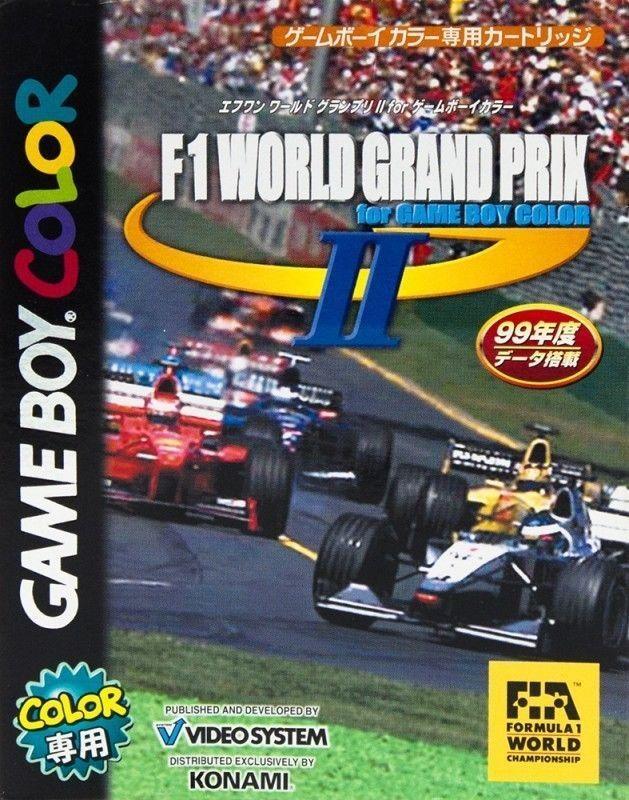 ゲームボーイカラー専用カートリッジ
エフワン ワールド グランプリ II for ゲームボーイカラー
F1 WORLD GRAND PRIX
for GAME BOY COLOR
II
99年度
データ搭載
GAME BOY COLOR
COLOR
専用
PUBLISHED AND DEVELOPED BY
VIDEO SYSTEM
DISTRIBUTED EXCLUSIVELY BY
KONAMI
FIA
FORMULA 1
WORLD
CHAMPIONSHIP